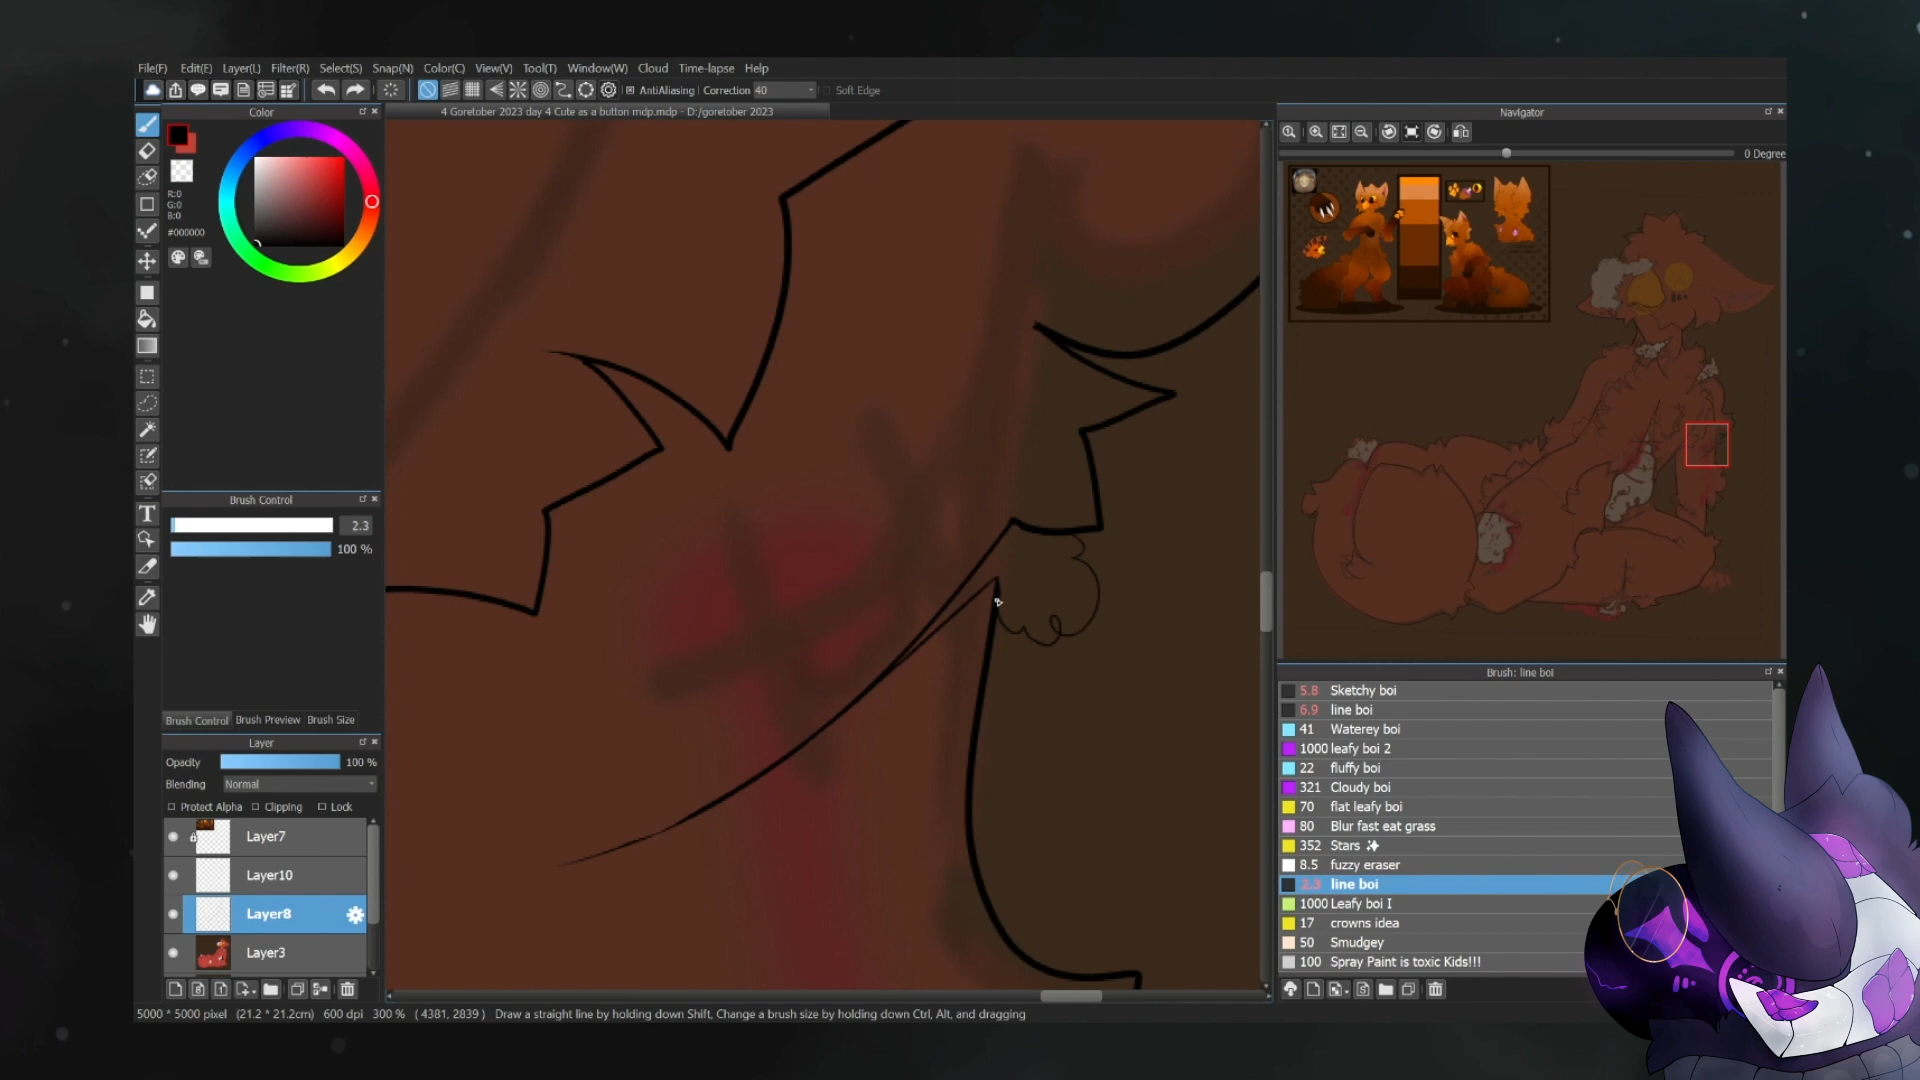 File(F) Edit(E) Layer(L) Filter(R) Select(S) Snap(N) Color(C) View(V) Tool(T) Window(W) Cloud Time-lapse Help
AntiAliasing Correction 40 Soft Edge
Color
4 Goretober 2023 day 4 Cute as a button mdp.mdp - D:/goretober 2023
Navigator
0 Degree
R:0
G:0
B:0
#000000
Brush Control
2.3
100 %
Brush Control Brush Preview Brush Size
Layer
Opacity 100 %
Blending Normal
Protect Alpha Clipping Lock
Layer7
Layer10
Layer8
Layer3
Brush: line boi
5.8 Sketchy boi
6.9 line boi
41 Waterey boi
1000 leafy boi 2
22 fluffy boi
321 Cloudy boi
70 flat leafy boi
80 Blur fast eat grass
352 Stars ✨
8.5 fuzzy eraser
2.3 line boi
1000 Leafy boi I
17 crowns idea
50 Smudgey
100 Spray Paint is toxic Kids!!!
5000 * 5000 pixel (21.2 * 21.2cm) 600 dpi 300 % ( 4381, 2839 ) Draw a straight line by holding down Shift, Change a brush size by holding down Ctrl, Alt, and dragging